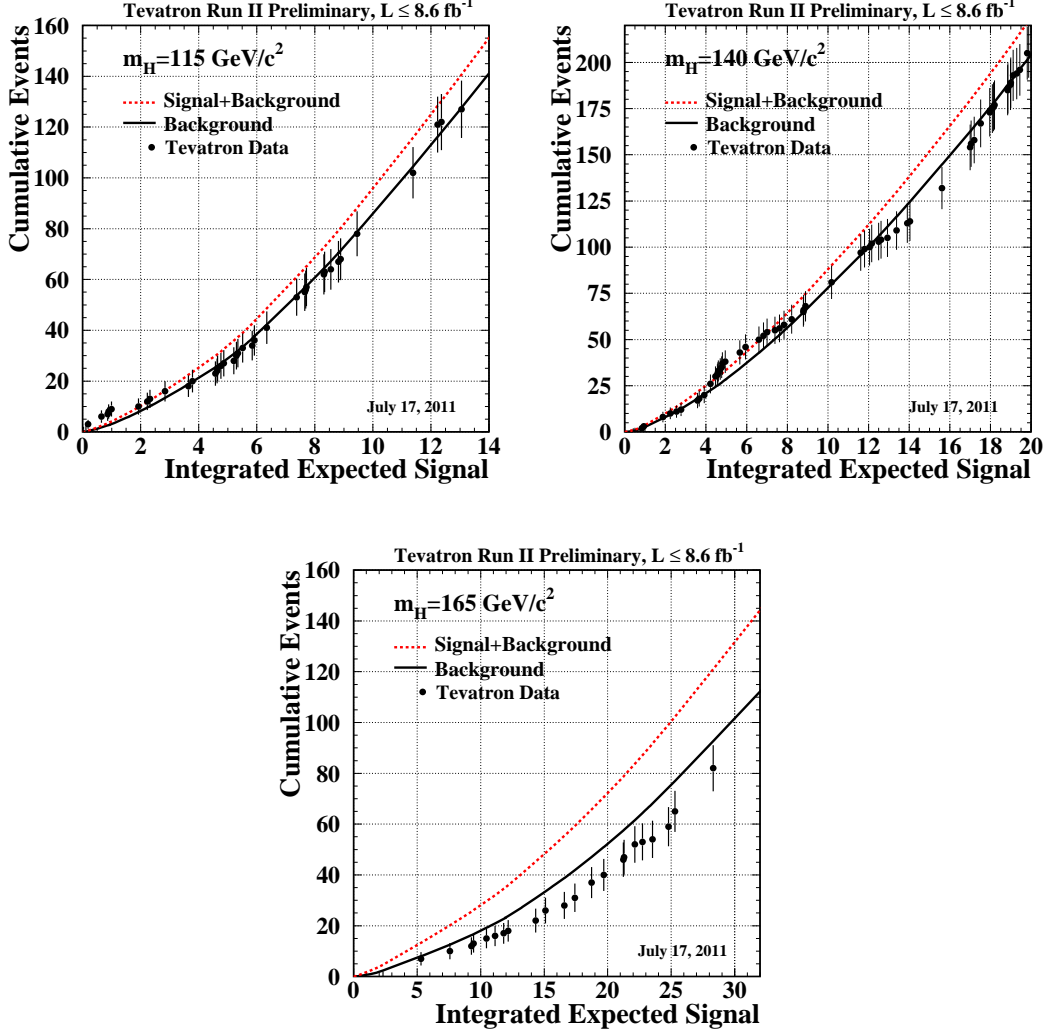 Tevatron Run II Preliminary, L ≤ 8.6 fb⁻¹
Cumulative Events
160
140
120
100
80
60
40
20
0
m_H=115 GeV/c²
Signal+Background
Background
Tevatron Data
July 17, 2011
0 2 4 6 8 10 12 14
Integrated Expected Signal
Tevatron Run II Preliminary, L ≤ 8.6 fb⁻¹
Cumulative Events
200
175
150
125
100
75
50
25
0
m_H=140 GeV/c²
Signal+Background
Background
Tevatron Data
July 17, 2011
0 2 4 6 8 10 12 14 16 18 20
Integrated Expected Signal
Tevatron Run II Preliminary, L ≤ 8.6 fb⁻¹
Cumulative Events
160
140
120
100
80
60
40
20
0
m_H=165 GeV/c²
Signal+Background
Background
Tevatron Data
July 17, 2011
0 5 10 15 20 25 30
Integrated Expected Signal